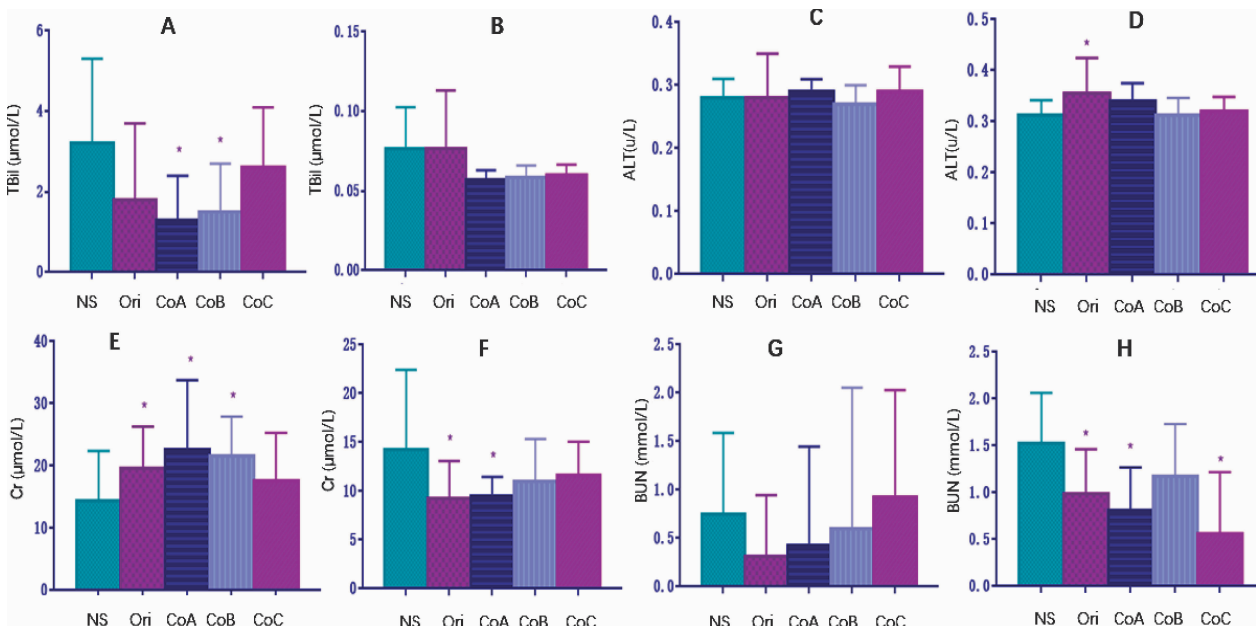 A
TBil (μmol/L)
6
4
2
0
NS Ori CoA CoB CoC
* *
B
TBil (μmol/L)
0.15
0.10
0.05
0.00
NS Ori CoA CoB CoC
C
ALT(u/L)
0.4
0.3
0.2
0.1
0.0
NS Ori CoA CoB CoC
D
ALT(u/L)
0.5
0.4
0.3
0.2
0.1
0.0
NS Ori CoA CoB CoC
*
E
Cr (μmol/L)
40
30
20
10
0
NS Ori CoA CoB CoC
* * *
F
Cr (μmol/L)
25
20
15
10
5
0
NS Ori CoA CoB CoC
* *
G
BUN (mmol/L)
2.5
2.0
1.5
1.0
0.5
0.0
NS Ori CoA CoB CoC
H
BUN (mmol/L)
2.5
2.0
1.5
1.0
0.5
0.0
NS Ori CoA CoB CoC
* * *